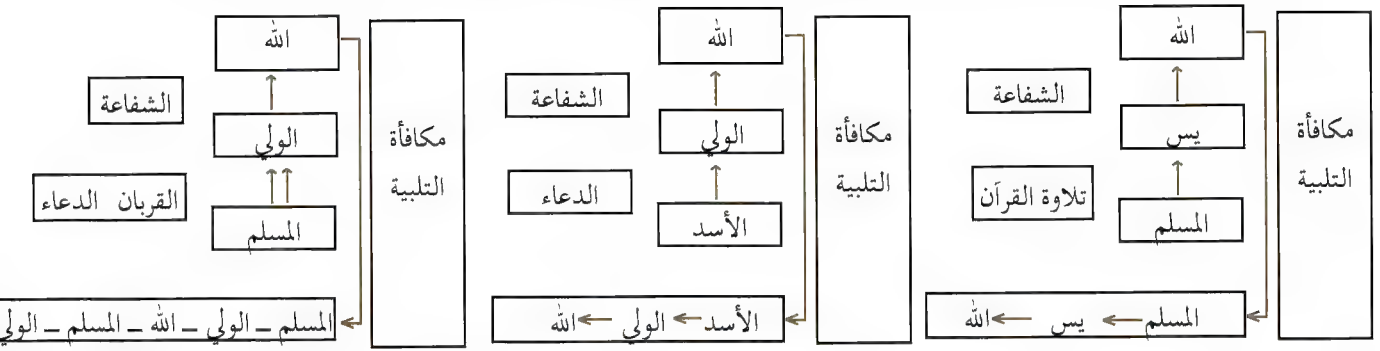 الله
يس
المسلم
الشفاعة
تلاوة القرآن
مكافأة
التلبية
المسلم ← يس ← الله
الله
الولي
الأسد
الشفاعة
الدعاء
مكافأة
التلبية
الأسد ← الولي ← الله
الله
الولي
المسلم
الشفاعة
القربان الدعاء
مكافأة
التلبية
المسلم – الولي – الله – المسلم – الولي